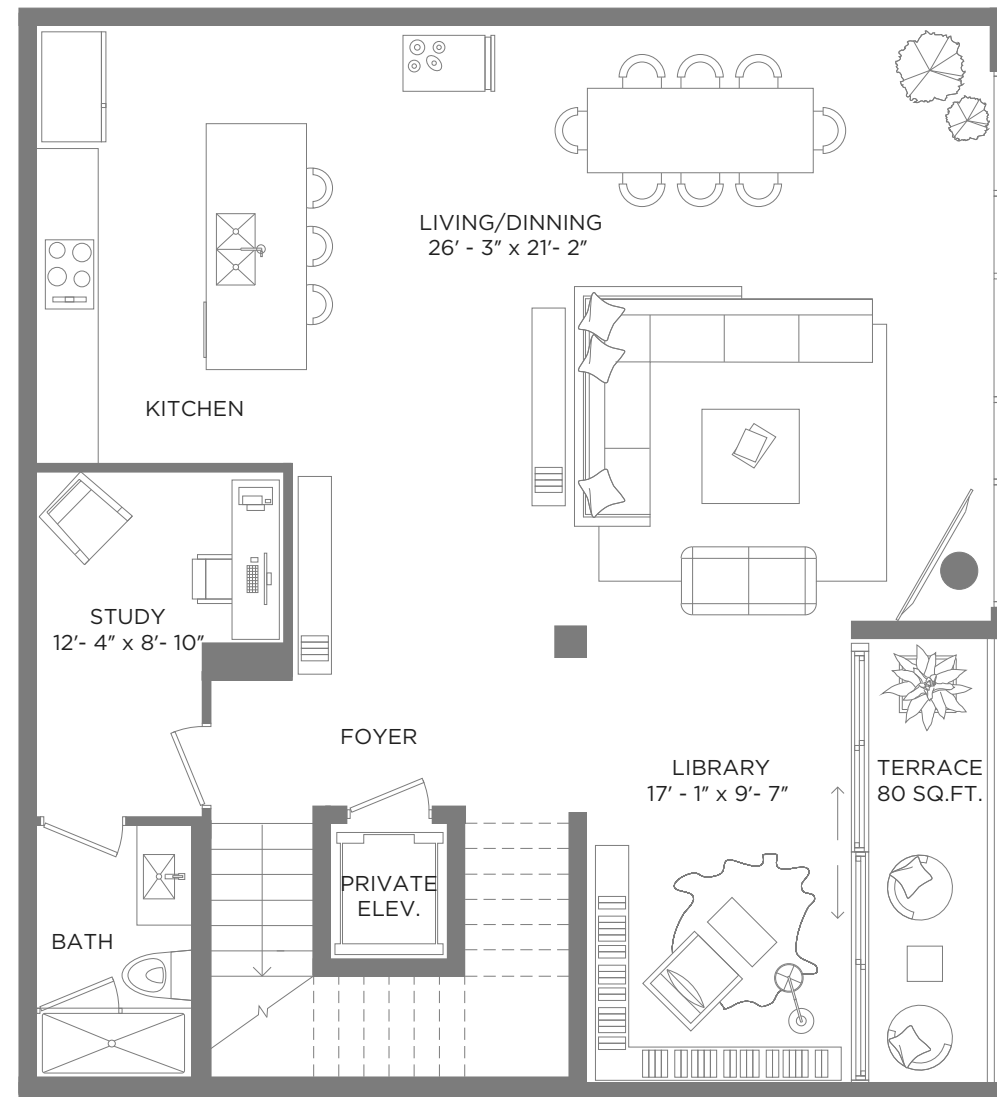 LIVING/DINNING
26' - 3" x 21'- 2"
KITCHEN
STUDY
12'- 4" x 8'- 10"
FOYER
LIBRARY
17' - 1" x 9'- 7"
TERRACE
80 SQ.FT.
PRIVATE
ELEV.
BATH
N